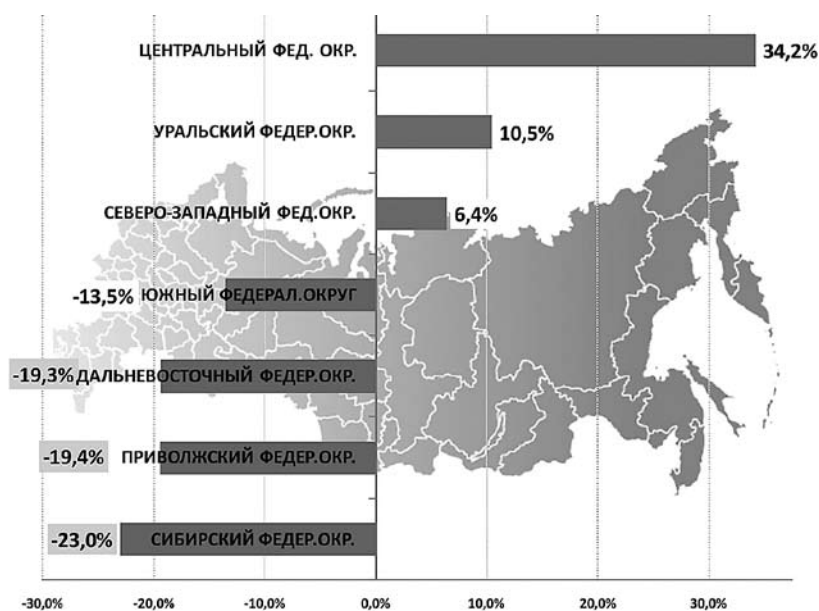 ЦЕНТРАЛЬНЫЙ ФЕД. ОКР. 34,2%
УРАЛЬСКИЙ ФЕДЕР.ОКР. 10,5%
СЕВЕРО-ЗАПАДНЫЙ ФЕД.ОКР. 6,4%
-13,5% ЮЖНЫЙ ФЕДЕРАЛ.ОКРУГ
-19,3% ДАЛЬНЕВОСТОЧНЫЙ ФЕДЕР.ОКР.
-19,4% ПРИВОЛЖСКИЙ ФЕДЕР.ОКР.
-23,0% СИБИРСКИЙ ФЕДЕР.ОКР.
-30,0% -20,0% -10,0% 0,0% 10,0% 20,0% 30,0%